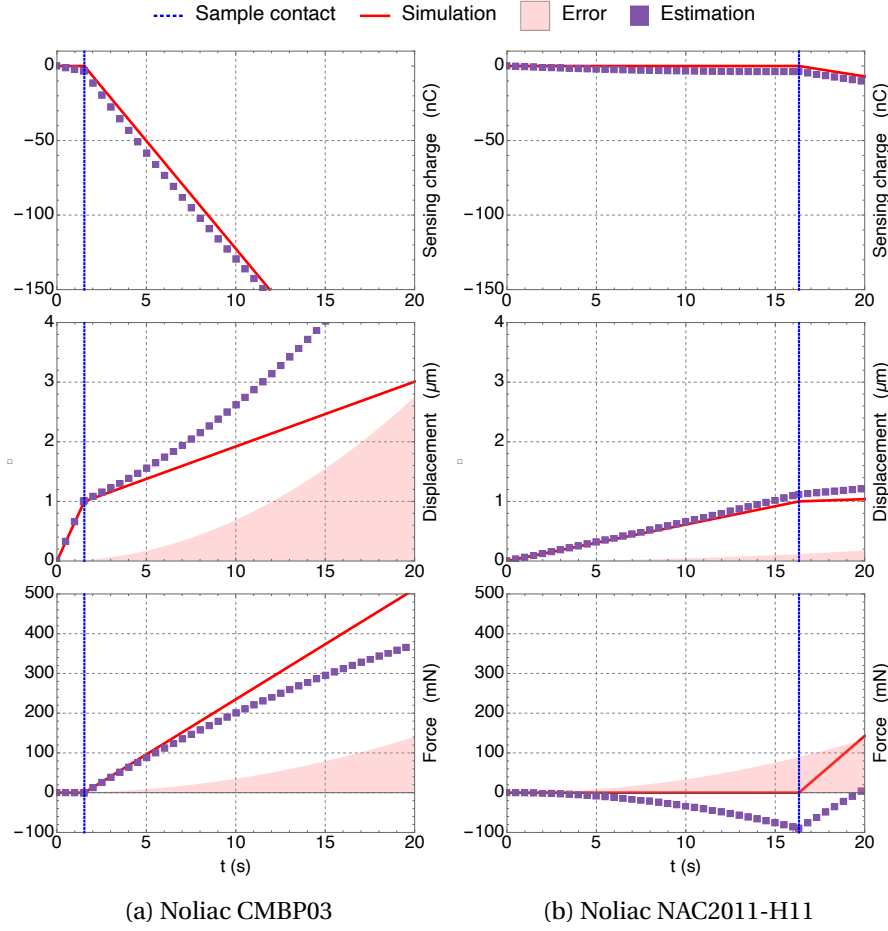 Sample contact Simulation Error Estimation
0
−50
−100
−150
0 5 10 15 20
Sensing charge (nC)
0
−50
−100
−150
0 5 10 15 20
Sensing charge (nC)
4
3
2
1
0
0 5 10 15 20
Displacement (μm)
4
3
2
1
0
0 5 10 15 20
Displacement (μm)
500
400
300
200
100
0
−100
0 5 10 15 20
Force (mN)
t (s)
500
400
300
200
100
0
−100
0 5 10 15 20
Force (mN)
t (s)
(a) Noliac CMBP03
(b) Noliac NAC2011-H11